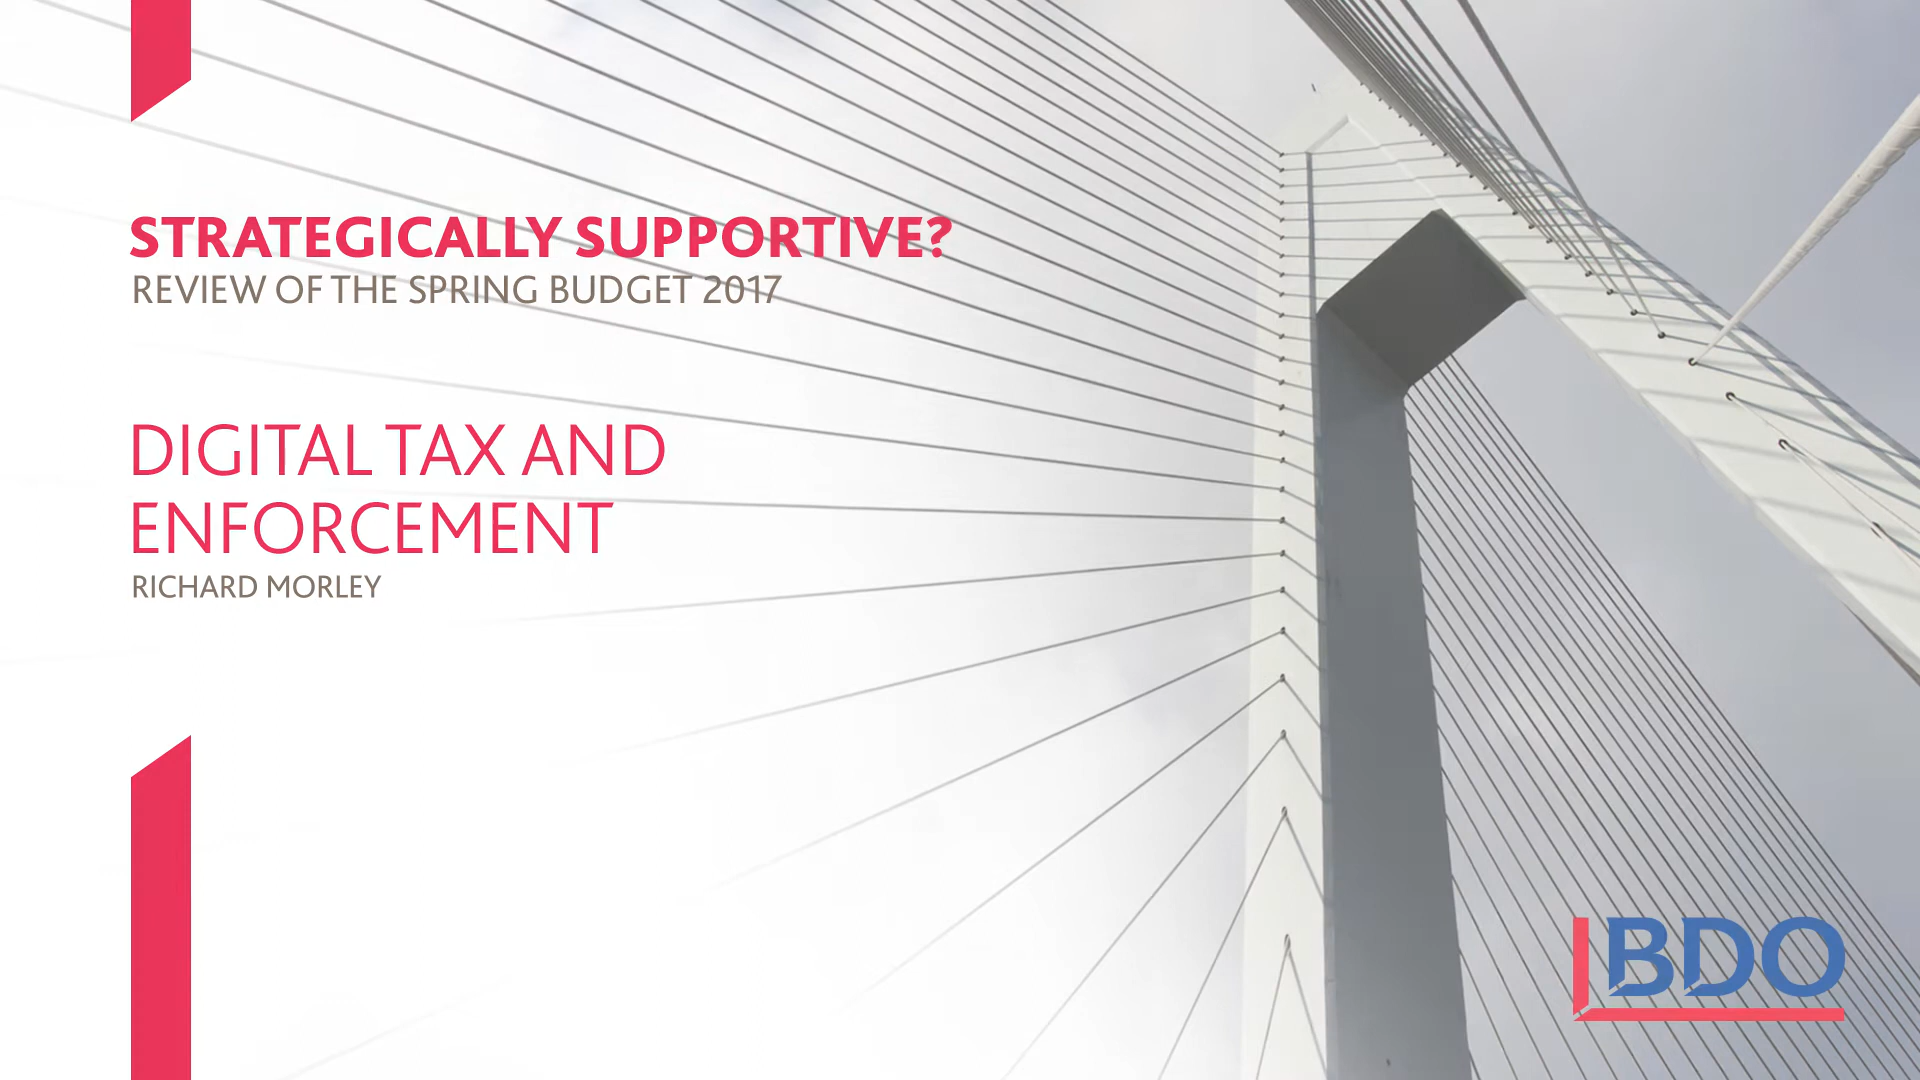 STRATEGICALLY SUPPORTIVE?
REVIEW OF THE SPRING BUDGET 2017
DIGITAL TAX AND
ENFORCEMENT
RICHARD MORLEY
BDO